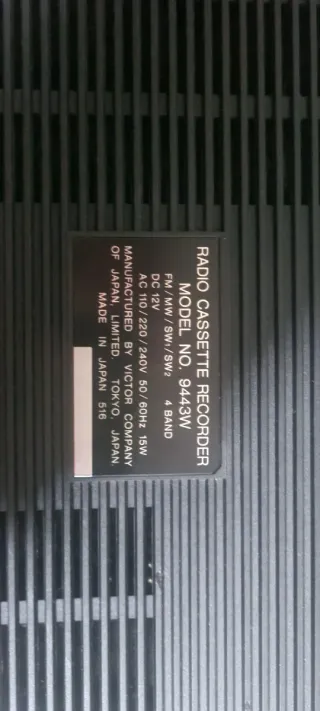 RADIO CASSETTE RECORDER
MODEL NO. 9443W
FM / MW / SW1 / SW2 4 BAND
DC 12V
AC 110 / 220 / 240V 50 / 60Hz 15W
MANUFACTURED BY VICTOR COMPANY
OF JAPAN, LIMITED. TOKYO, JAPAN.
MADE IN JAPAN 516